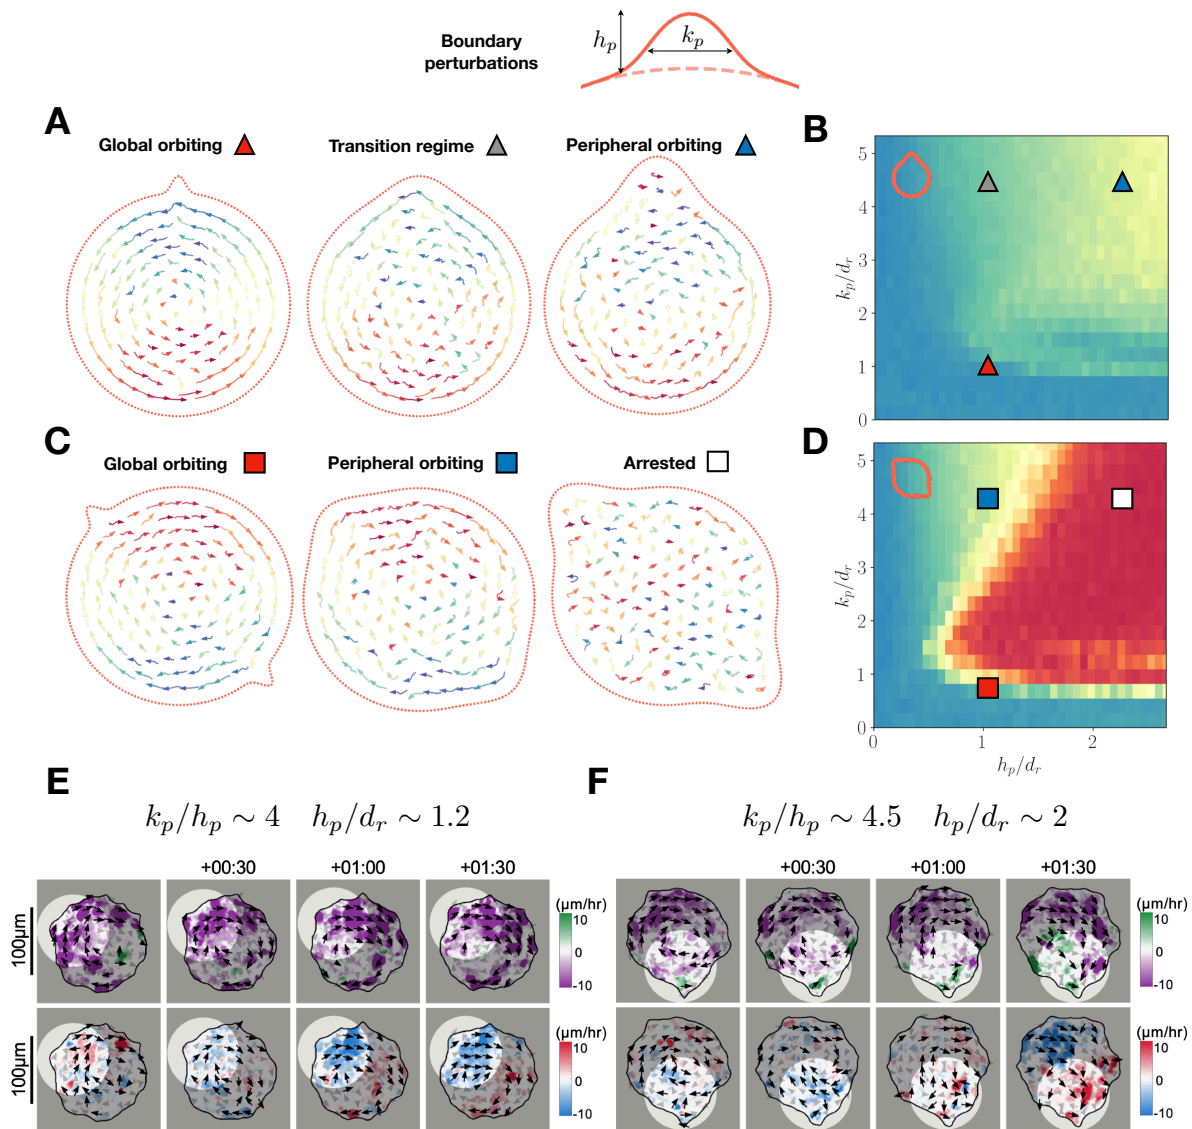 Boundary
perturbations
h_p
k_p
A
Global orbiting
Transition regime
Peripheral orbiting
B
5
4
3
2
1
0
k_p/d_r
C
Global orbiting
Peripheral orbiting
Arrested
D
5
4
3
2
1
0
k_p/d_r
0 1 2
h_p/d_r
E
k_p/h_p ∼ 4 h_p/d_r ∼ 1.2
+00:30 +01:00 +01:30
100µm
(µm/hr)
10
0
-10
100µm
(µm/hr)
10
0
-10
F
k_p/h_p ∼ 4.5 h_p/d_r ∼ 2
+00:30 +01:00 +01:30
(µm/hr)
10
0
-10
(µm/hr)
10
0
-10